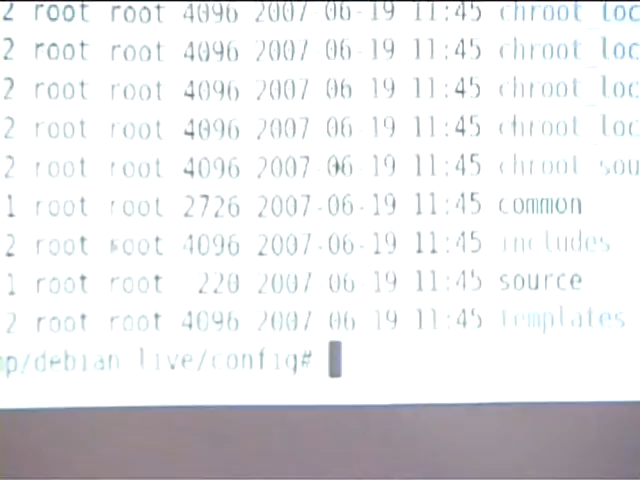 2 root root 4096 2007-06-19 11:45 chroot_loc
2 root root 4096 2007-06-19 11:45 chroot_loc
2 root root 4096 2007-06-19 11:45 chroot_loc
2 root root 4096 2007-06-19 11:45 chroot_loc
2 root root 4096 2007-06-19 11:45 chroot_sou
1 root root 2726 2007-06-19 11:45 common
2 root root 4096 2007-06-19 11:45 includes
1 root root 220 2007-06-19 11:45 source
2 root root 4096 2007-06-19 11:45 templates
p/debian-live/config#